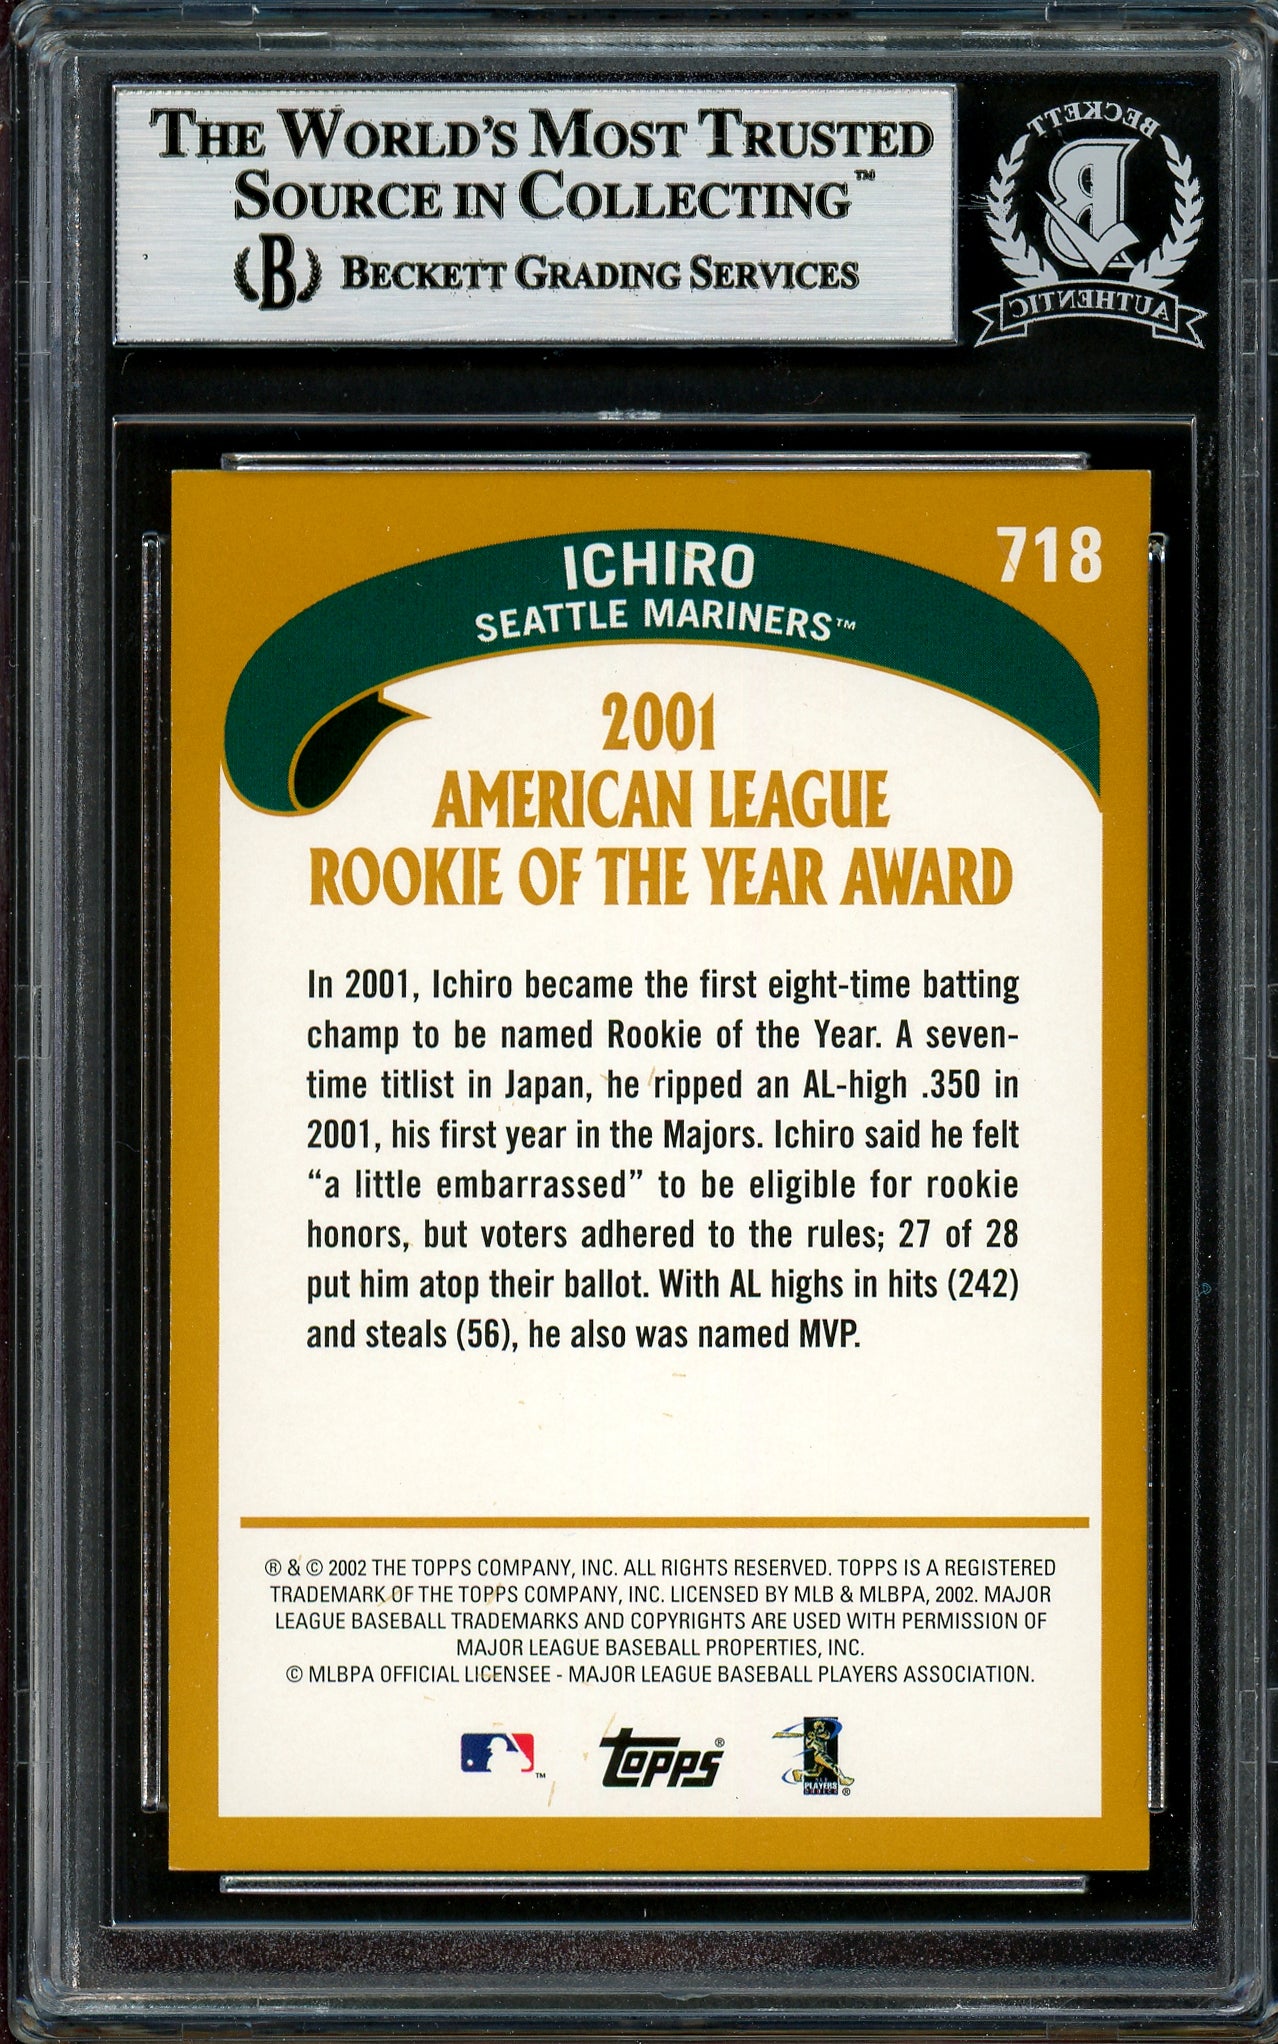 THE WORLD'S MOST TRUSTED
SOURCE IN COLLECTING™
B BECKETT GRADING SERVICES
BECKETT
B
AUTHENTIC
718
ICHIRO
SEATTLE MARINERS™
2001
AMERICAN LEAGUE
ROOKIE OF THE YEAR AWARD
In 2001, Ichiro became the first eight-time batting
champ to be named Rookie of the Year. A seven-
time titlist in Japan, he ripped an AL-high .350 in
2001, his first year in the Majors. Ichiro said he felt
“a little embarrassed” to be eligible for rookie
honors, but voters adhered to the rules; 27 of 28
put him atop their ballot. With AL highs in hits (242)
and steals (56), he also was named MVP.
® & © 2002 THE TOPPS COMPANY, INC. ALL RIGHTS RESERVED. TOPPS IS A REGISTERED
TRADEMARK OF THE TOPPS COMPANY, INC. LICENSED BY MLB & MLBPA, 2002. MAJOR
LEAGUE BASEBALL TRADEMARKS AND COPYRIGHTS ARE USED WITH PERMISSION OF
MAJOR LEAGUE BASEBALL PROPERTIES, INC.
© MLBPA OFFICIAL LICENSEE - MAJOR LEAGUE BASEBALL PLAYERS ASSOCIATION.
™ Topps® PLAYERS ®